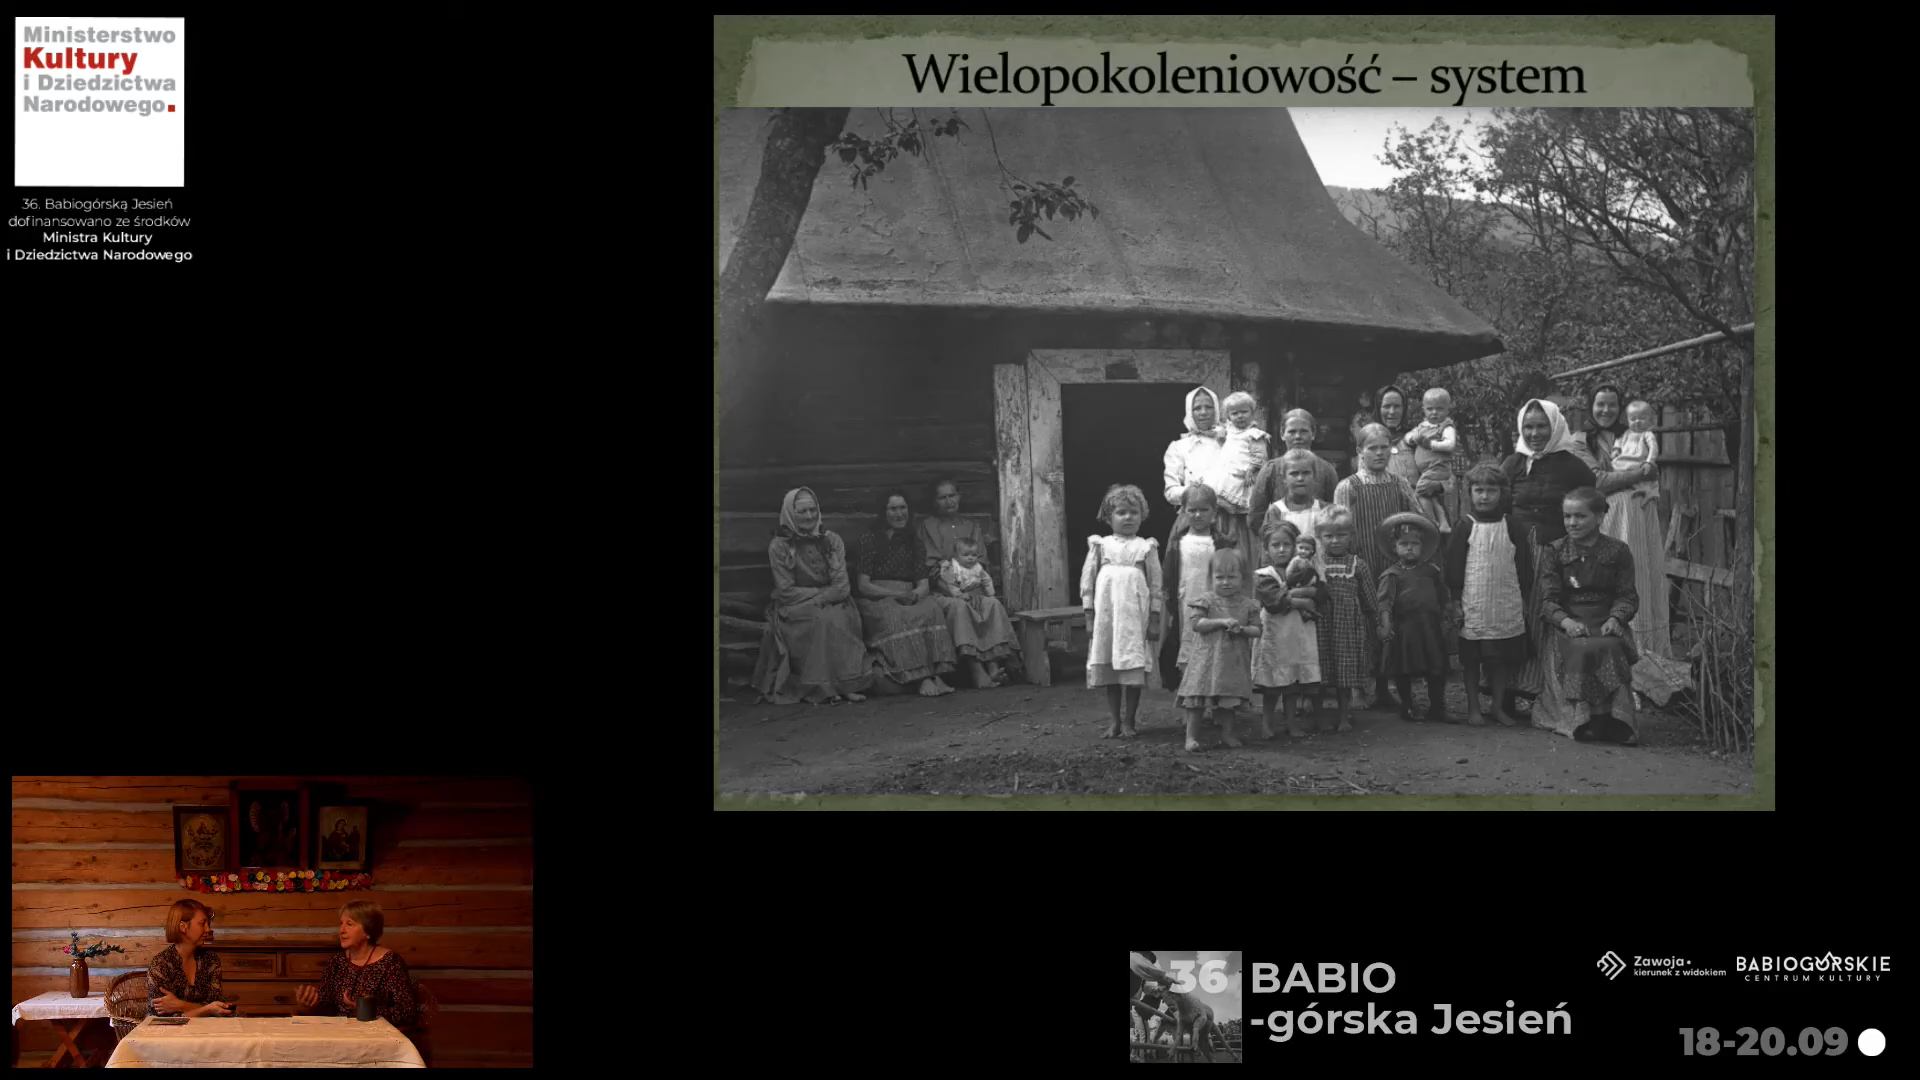 Ministerstwo
Kultury
i Dziedzictwa
Narodowego.
36. Babiogórską Jesień
dofinansowano ze środków
Ministra Kultury
i Dziedzictwa Narodowego
Wielopokoleniowość – system
36 BABIO
-górska Jesień
Zawoja•
kierunek z widokiem
BABIOGÓRSKIE
CENTRUM KULTURY
18-20.09